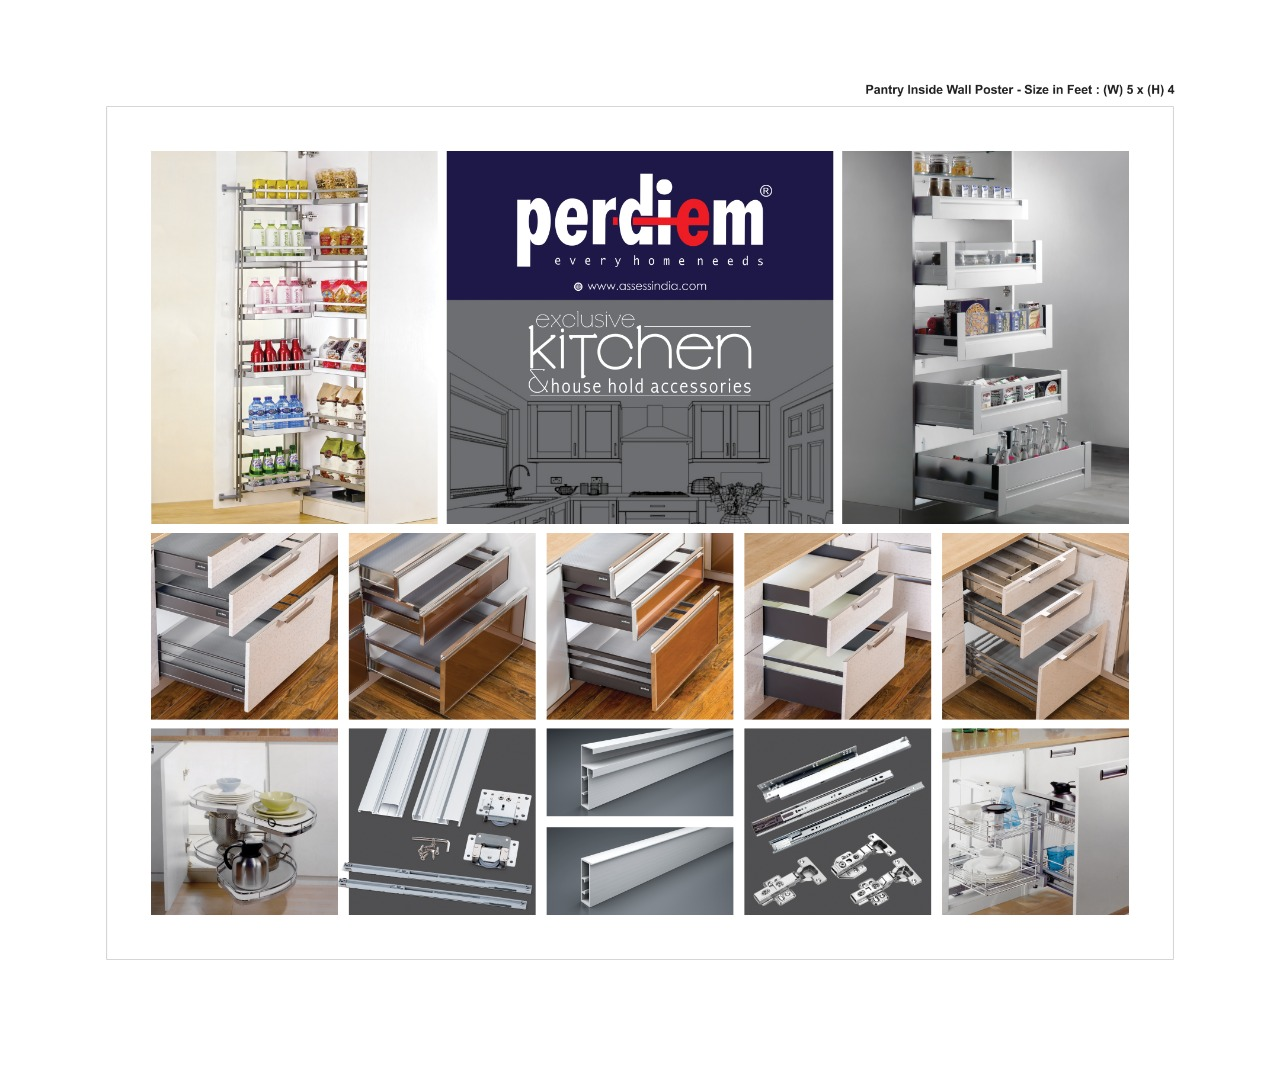 Pantry Inside Wall Poster - Size in Feet : (W) 5 x (H) 4
perdiem®
every home needs
www.assessindia.com
exclusive
kitchen
& house hold accessories